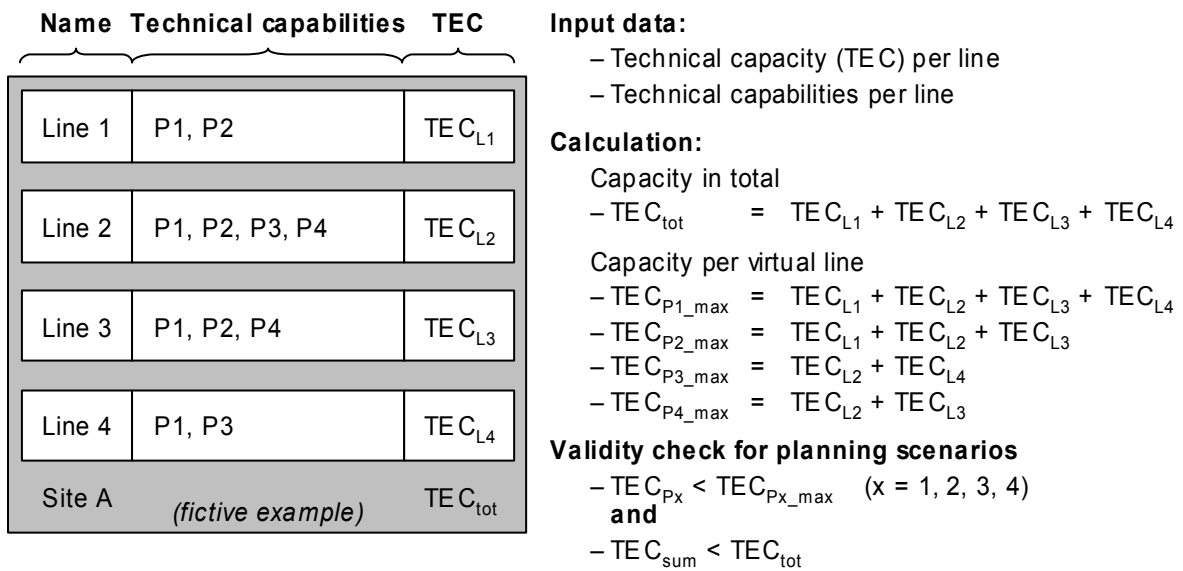 Name Technical capabilities TEC
Line 1 P1, P2 TEC_L1
Line 2 P1, P2, P3, P4 TEC_L2
Line 3 P1, P2, P4 TEC_L3
Line 4 P1, P3 TEC_L4
Site A (fictive example) TEC_tot
Input data:
– Technical capacity (TEC) per line
– Technical capabilities per line
Calculation:
Capacity in total
– TEC_tot = TEC_L1 + TEC_L2 + TEC_L3 + TEC_L4
Capacity per virtual line
– TEC_P1_max = TEC_L1 + TEC_L2 + TEC_L3 + TEC_L4
– TEC_P2_max = TEC_L1 + TEC_L2 + TEC_L3
– TEC_P3_max = TEC_L2 + TEC_L4
– TEC_P4_max = TEC_L2 + TEC_L3
Validity check for planning scenarios
– TEC_Px < TEC_Px_max (x = 1, 2, 3, 4)
and
– TEC_sum < TEC_tot